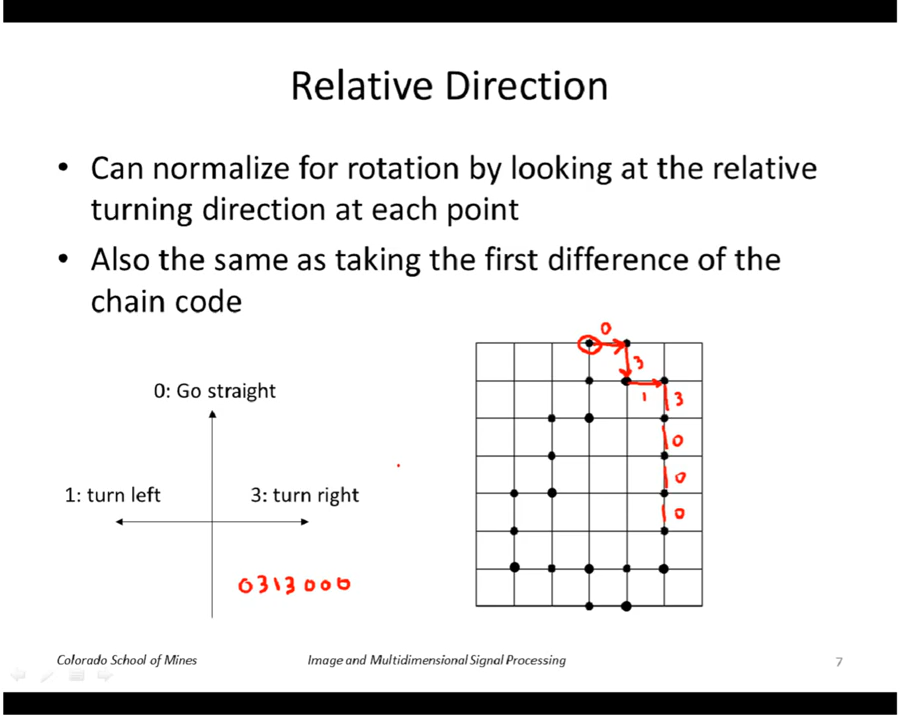 Relative Direction
• Can normalize for rotation by looking at the relative
turning direction at each point
• Also the same as taking the first difference of the
chain code
0
3
1
3
0
0
0
0: Go straight
1: turn left
3: turn right
0313000
Colorado School of Mines
Image and Multidimensional Signal Processing
7